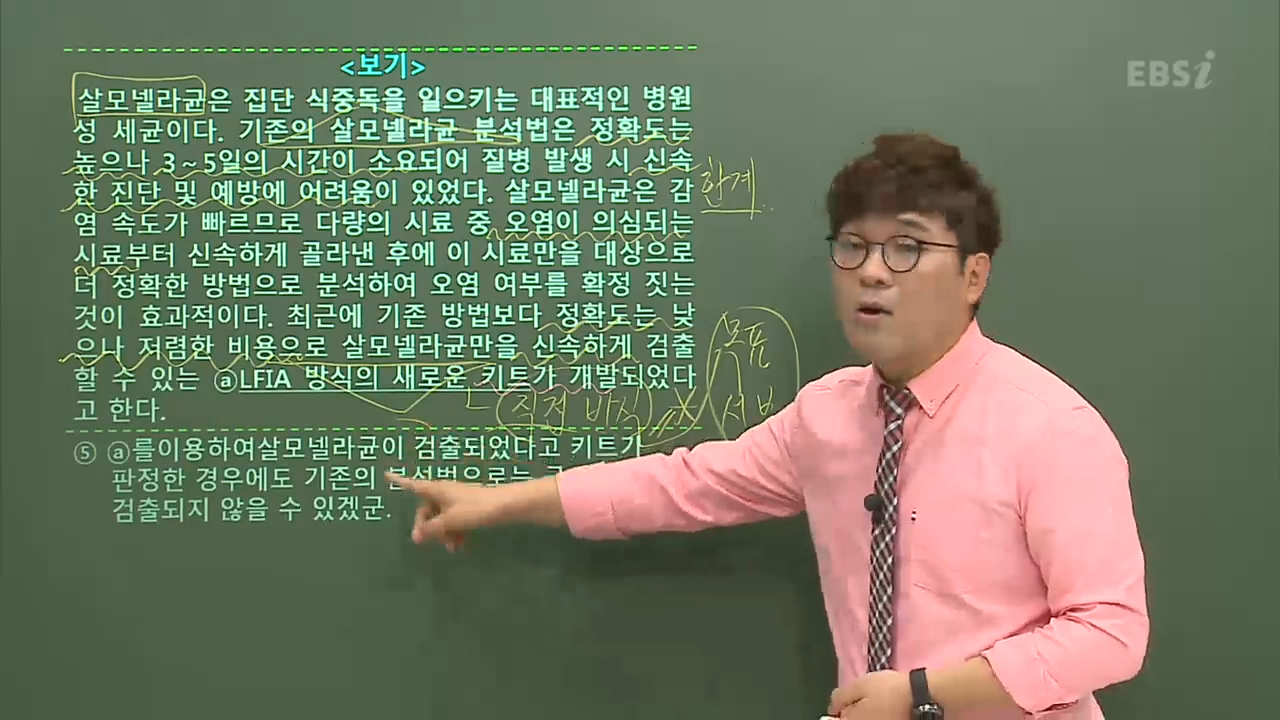 EBSi
<보기>
살모넬라균은 집단 식중독을 일으키는 대표적인 병원
성 세균이다. 기존의 살모넬라균 분석법은 정확도는
높으나 3~5일의 시간이 소요되어 질병 발생 시 신속
한 진단 및 예방에 어려움이 있었다. 살모넬라균은 감
염 속도가 빠르므로 다량의 시료 중 오염이 의심되는
시료부터 신속하게 골라낸 후에 이 시료만을 대상으로
더 정확한 방법으로 분석하여 오염 여부를 확정 짓는
것이 효과적이다. 최근에 기존 방법보다 정확도는 낮
으나 저렴한 비용으로 살모넬라균만을 신속하게 검출
할 수 있는 ⓐLFIA 방식의 새로운 키트가 개발되었다
고 한다.
한계
직접 방식
⑤ ⓐ를이용하여살모넬라균이 검출되었다고 키트가
판정한 경우에도 기존의 분석법으로는
검출되지 않을 수 있겠군.